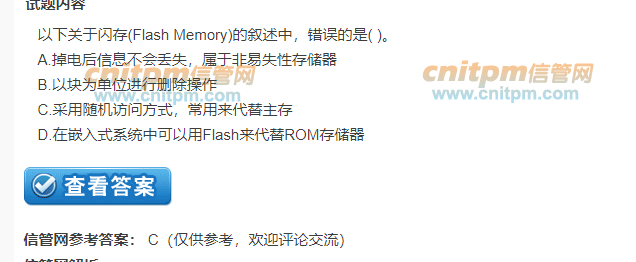 试题内容
以下关于闪存(Flash Memory)的叙述中，错误的是( )。
A.掉电后信息不会丢失，属于非易失性存储器
B.以块为单位进行删除操作
C.采用随机访问方式，常用来代替主存
D.在嵌入式系统中可以用Flash来代替ROM存储器
cnitpm信管网
www.cnitpm.com
cnitpm信管网
www.cnitpm.com
查看答案
信管网参考答案： C（仅供参考，欢迎评论交流）
信管网解析：